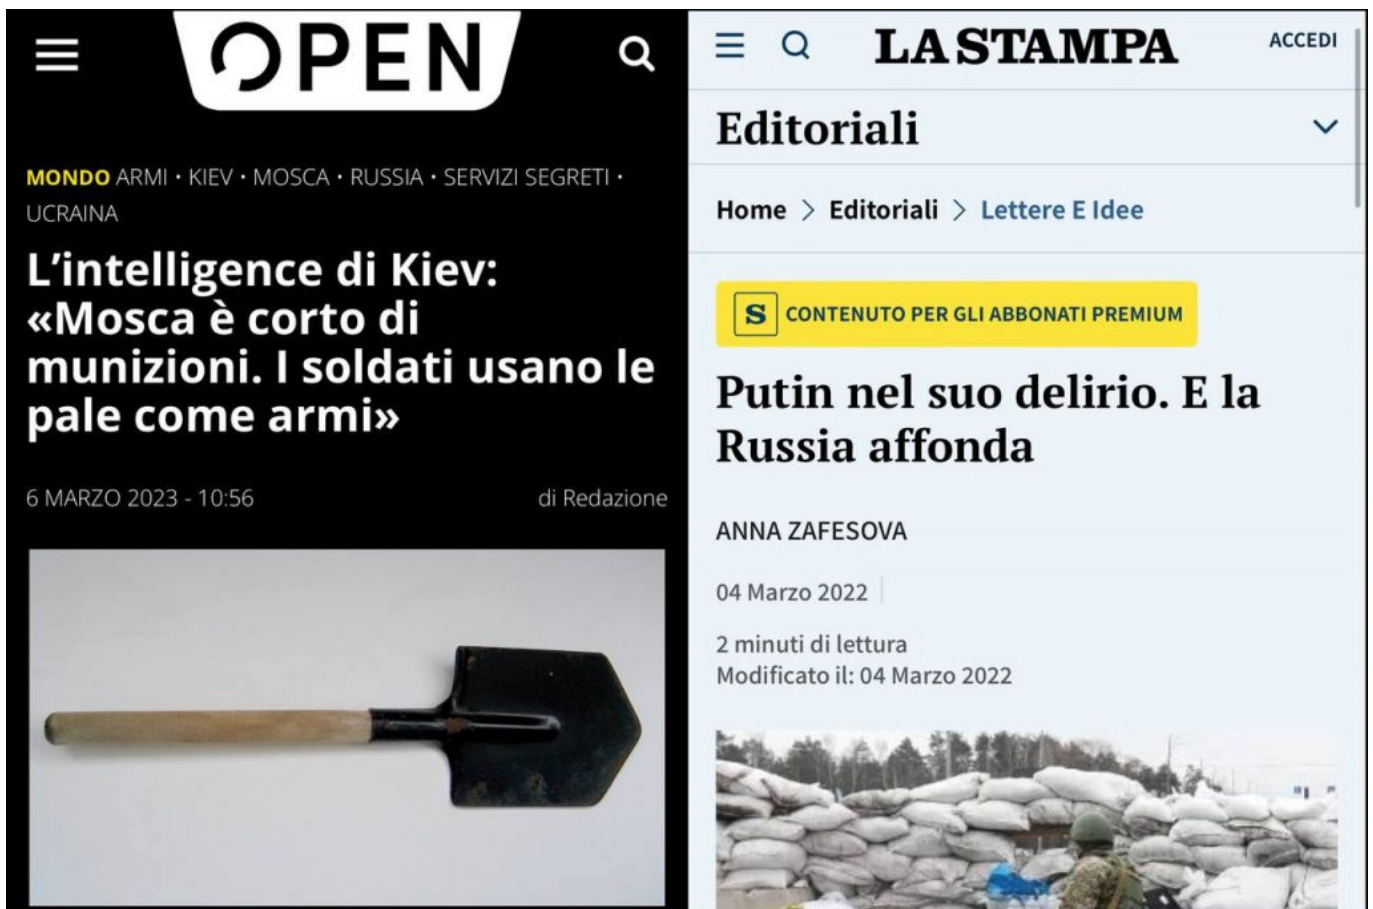 OPEN
MONDO ARMI • KIEV • MOSCA • RUSSIA • SERVIZI SEGRETI •
UCRAINA
L’intelligence di Kiev:
«Mosca è corto di
munizioni. I soldati usano le
pale come armi»
6 MARZO 2023 - 10:56
di Redazione
LA STAMPA
ACCEDI
Editoriali
Home > Editoriali > Lettere E Idee
S CONTENUTO PER GLI ABBONATI PREMIUM
Putin nel suo delirio. E la
Russia affonda
ANNA ZAFESOVA
04 Marzo 2022
2 minuti di lettura
Modificato il: 04 Marzo 2022